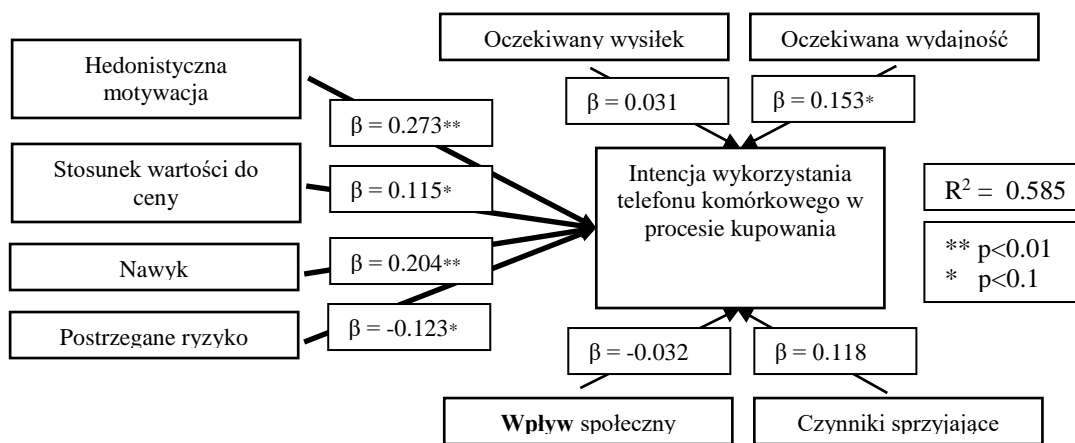 Oczekiwany wysiłek
Oczekiwana wydajność
Hedonistyczna
motywacja
β = 0.031
β = 0.153*
β = 0.273**
Stosunek wartości do
ceny
β = 0.115*
Intencja wykorzystania
telefonu komórkowego w
procesie kupowania
R² = 0.585
** p<0.01
* p<0.1
Nawyk
β = 0.204**
Postrzegane ryzyko
β = -0.123*
β = -0.032
β = 0.118
Wpływ społeczny
Czynniki sprzyjające